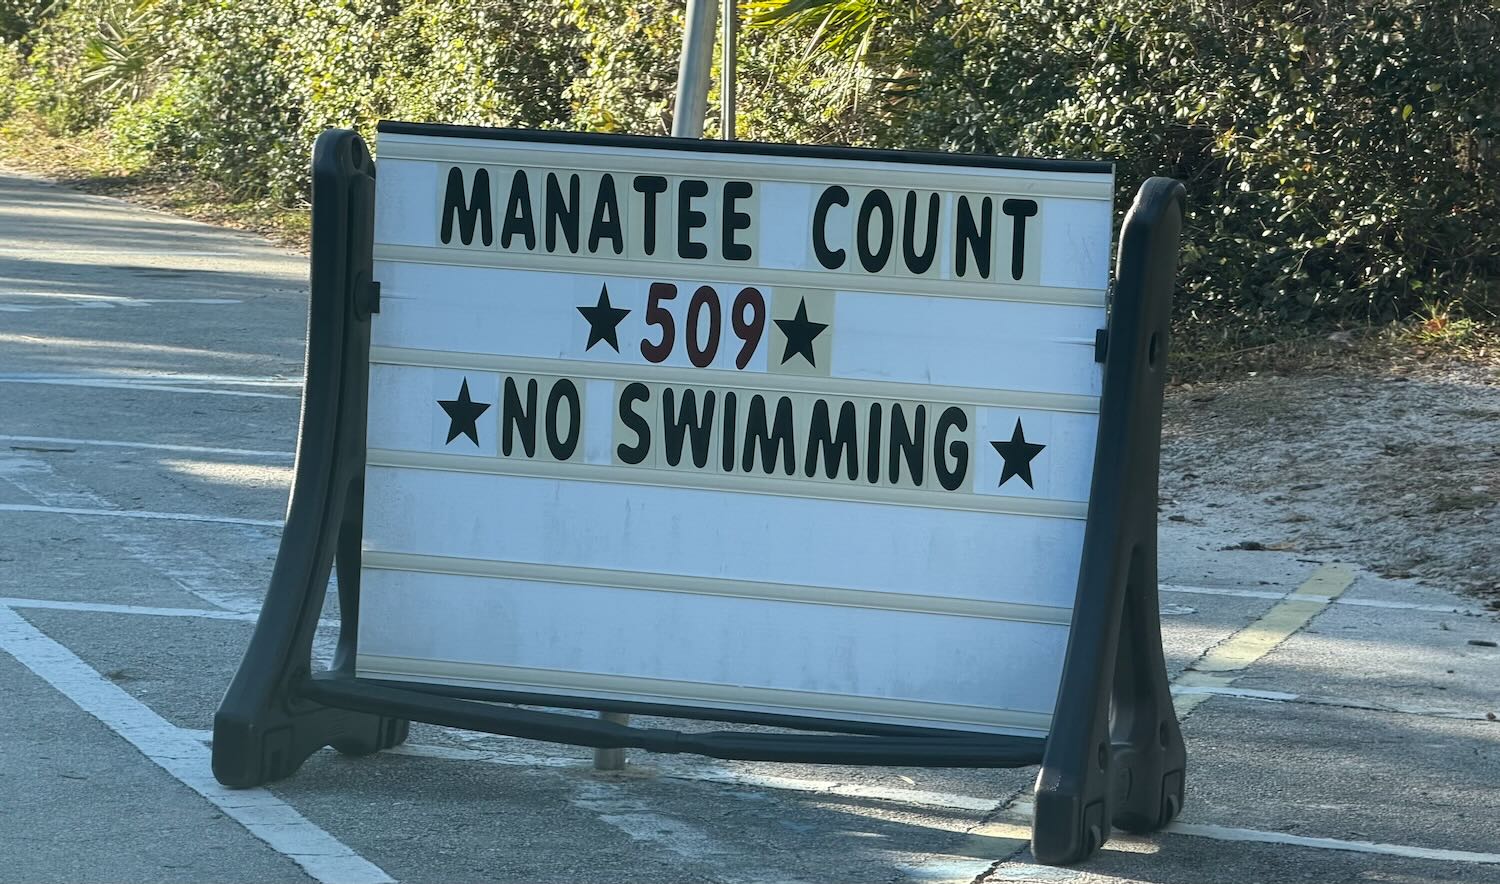 MANATEE COUNT
★509★
★NO SWIMMING★